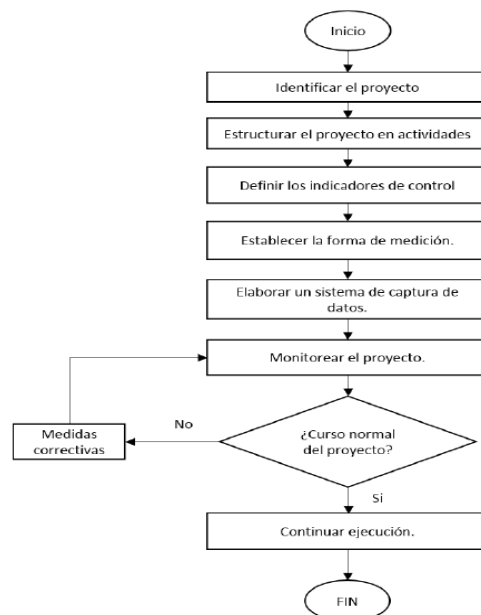 Inicio
Identificar el proyecto
Estructurar el proyecto en actividades
Definir los indicadores de control
Establecer la forma de medición.
Elaborar un sistema de captura de
datos.
Monitorear el proyecto.
No
Medidas
correctivas
¿Curso normal
del proyecto?
Si
Continuar ejecución.
FIN